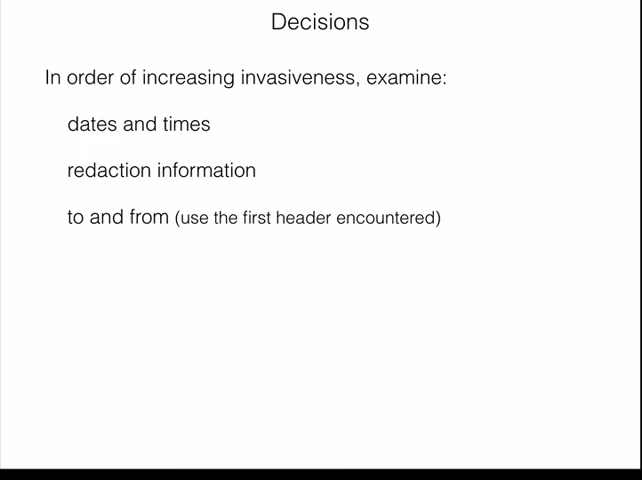 Decisions
In order of increasing invasiveness, examine:
dates and times
redaction information
to and from (use the first header encountered)